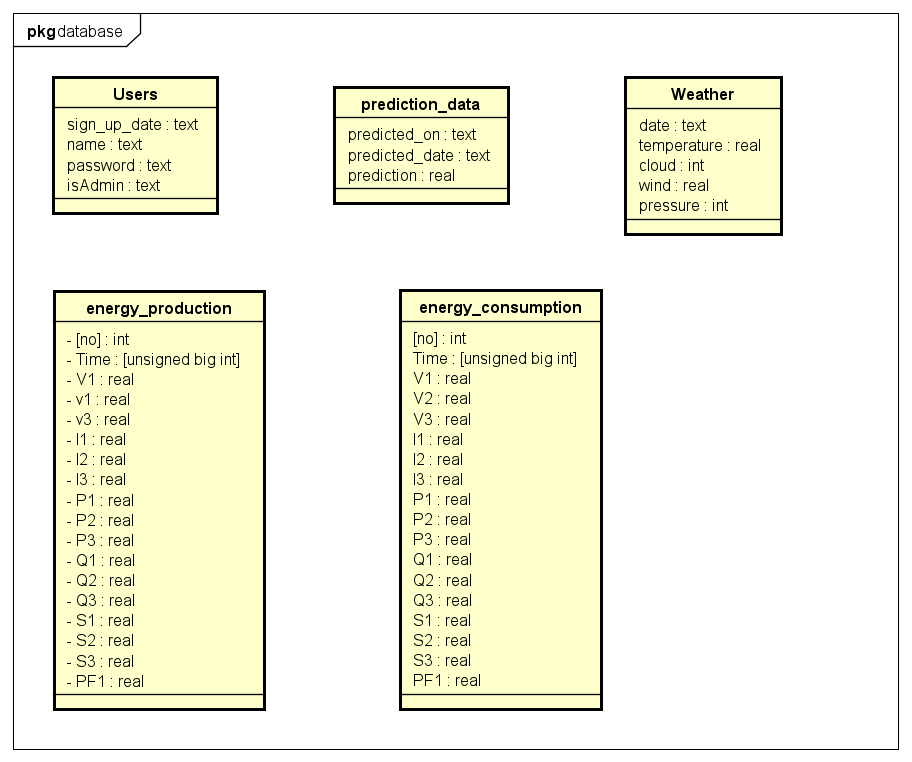 pkg database
Users
sign_up_date : text
name : text
password : text
isAdmin : text
prediction_data
predicted_on : text
predicted_date : text
prediction : real
Weather
date : text
temperature : real
cloud : int
wind : real
pressure : int
energy_production
- [no] : int
- Time : [unsigned big int]
- V1 : real
- v1 : real
- v3 : real
- I1 : real
- I2 : real
- I3 : real
- P1 : real
- P2 : real
- P3 : real
- Q1 : real
- Q2 : real
- Q3 : real
- S1 : real
- S2 : real
- S3 : real
- PF1 : real
energy_consumption
[no] : int
Time : [unsigned big int]
V1 : real
V2 : real
V3 : real
I1 : real
I2 : real
I3 : real
P1 : real
P2 : real
P3 : real
Q1 : real
Q2 : real
Q3 : real
S1 : real
S2 : real
S3 : real
PF1 : real